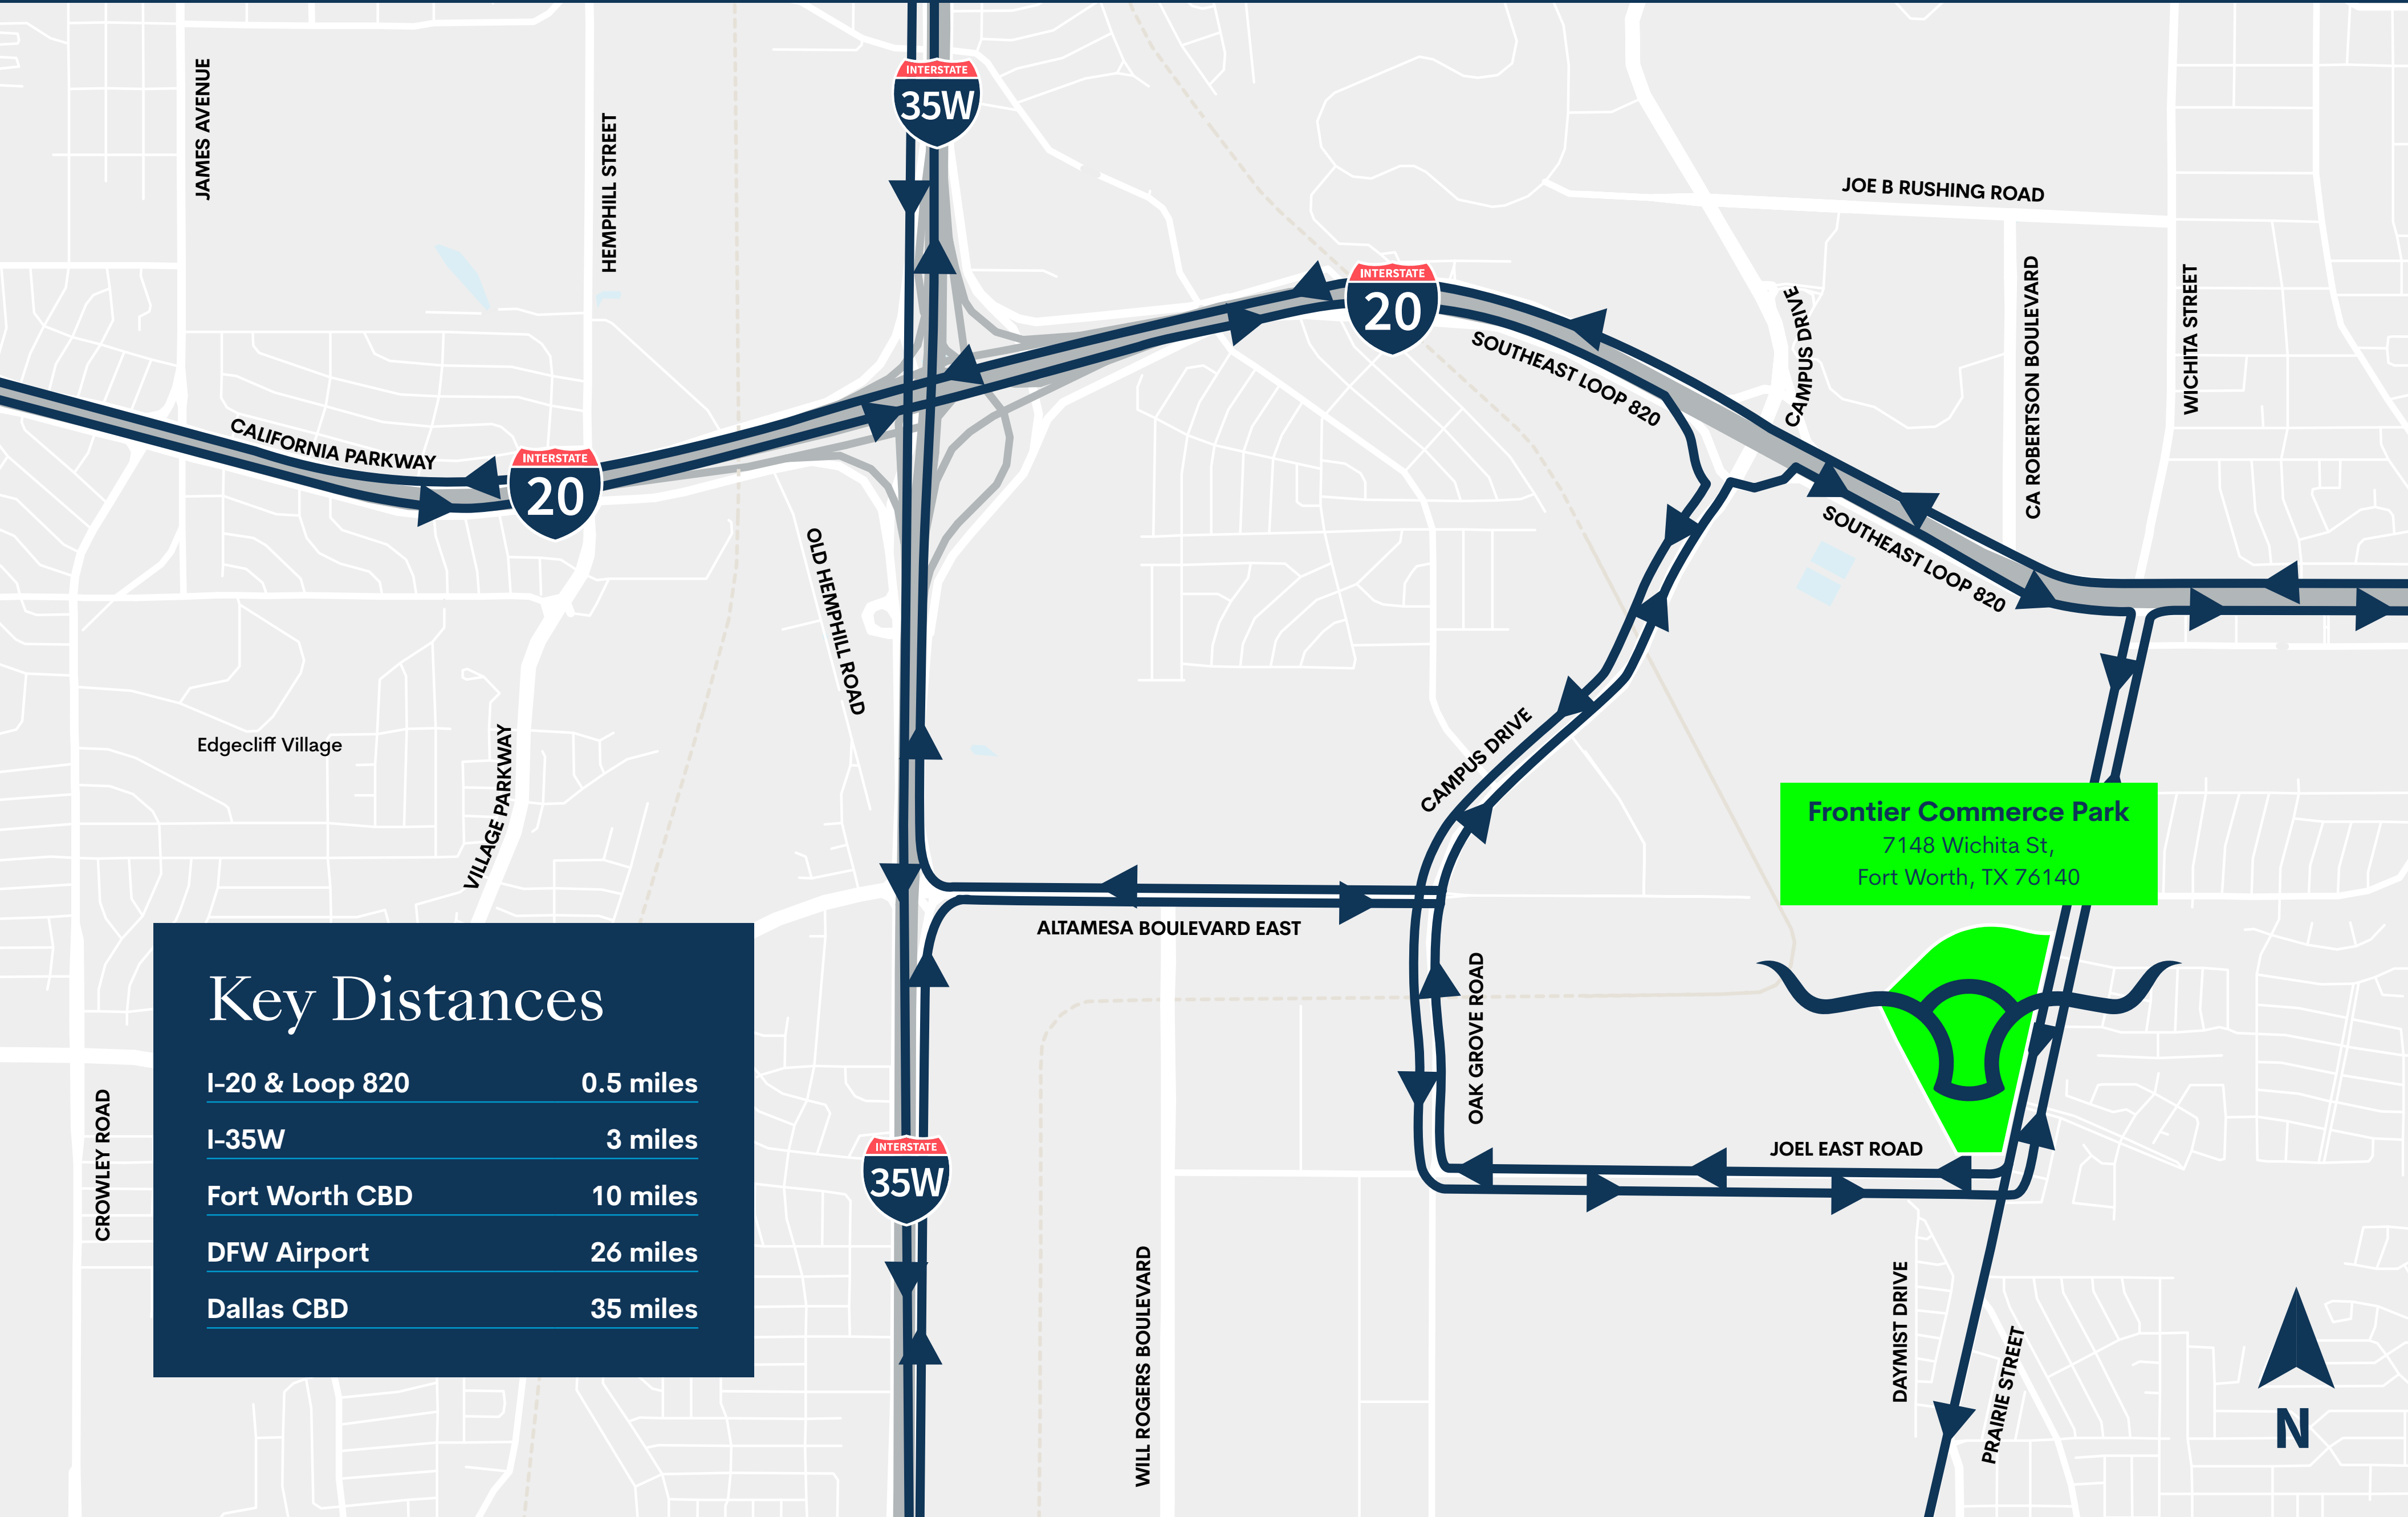 INTERSTATE
35W
JAMES AVENUE
HEMPHILL STREET
JOE B RUSHING ROAD
CA ROBERTSON BOULEVARD
WICHITA STREET
INTERSTATE
20
CAMPUS DRIVE
SOUTHEAST LOOP 820
CALIFORNIA PARKWAY
INTERSTATE
20
SOUTHEAST LOOP 820
OLD HEMPHILL ROAD
Edgecliff Village
VILLAGE PARKWAY
CAMPUS DRIVE
Frontier Commerce Park
7148 Wichita St,
Fort Worth, TX 76140
ALTAMESA BOULEVARD EAST
OAK GROVE ROAD
Key Distances
I-20 & Loop 820 0.5 miles
I-35W 3 miles
Fort Worth CBD 10 miles
DFW Airport 26 miles
Dallas CBD 35 miles
CROWLEY ROAD
INTERSTATE
35W
JOEL EAST ROAD
WILL ROGERS BOULEVARD
DAYMIST DRIVE
PRAIRIE STREET
N